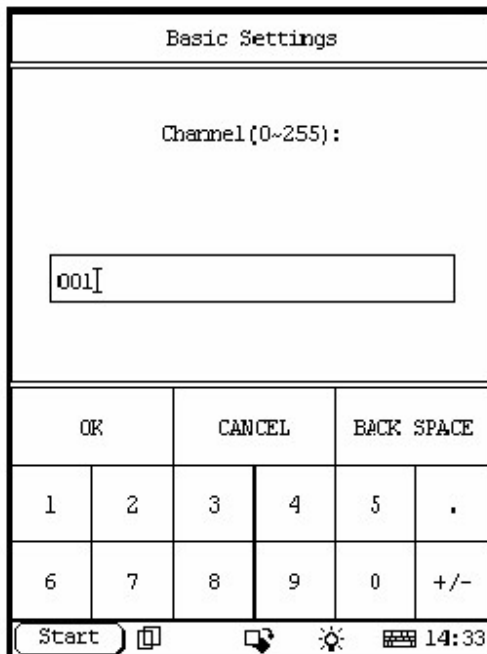 Basic Settings
Channel(0~255):
001
OK CANCEL BACK SPACE
1 2 3 4 5 .
6 7 8 9 0 +/-
Start 14:33